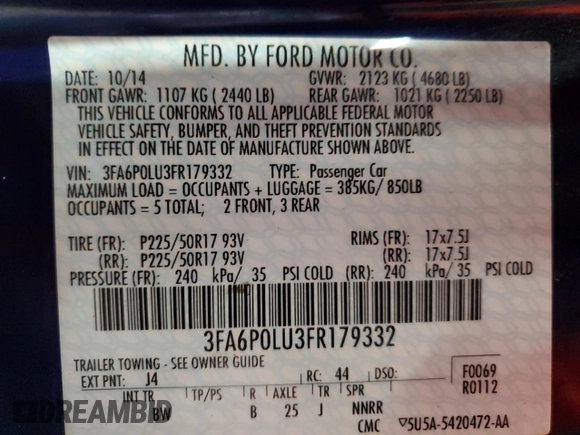 MFD. BY FORD MOTOR CO.
DATE: 10/14 GVWR: 2123 KG ( 4680 LB)
FRONT GAWR: 1107 KG ( 2440 LB) REAR GAWR: 1021 KG ( 2250 LB)
THIS VEHICLE CONFORMS TO ALL APPLICABLE FEDERAL MOTOR
VEHICLE SAFETY, BUMPER, AND THEFT PREVENTION STANDARDS
IN EFFECT ON THE DATE OF MANUFACTURE SHOWN ABOVE.
VIN: 3FA6P0LU3FR179332 TYPE: Passenger Car
MAXIMUM LOAD = OCCUPANTS + LUGGAGE = 385KG/ 850LB
OCCUPANTS = 5 TOTAL; 2 FRONT, 3 REAR
TIRE (FR): P225/50R17 93V RIMS (FR): 17x7.5J
(RR): P225/50R17 93V (RR): 17x7.5J
PRESSURE (FR): 240 kPa/ 35 PSI COLD (RR): 240 kPa/ 35 PSI COLD
3FA6P0LU3FR179332
TRAILER TOWING - SEE OWNER GUIDE
EXT PNT: J4 RC: 44 DSO: F0069
R0112
INT TR TP/PS R AXLE TR SPR
BW B 25 J NNRR
CMC ▽5U5A-5420472-AA
DREAMBID